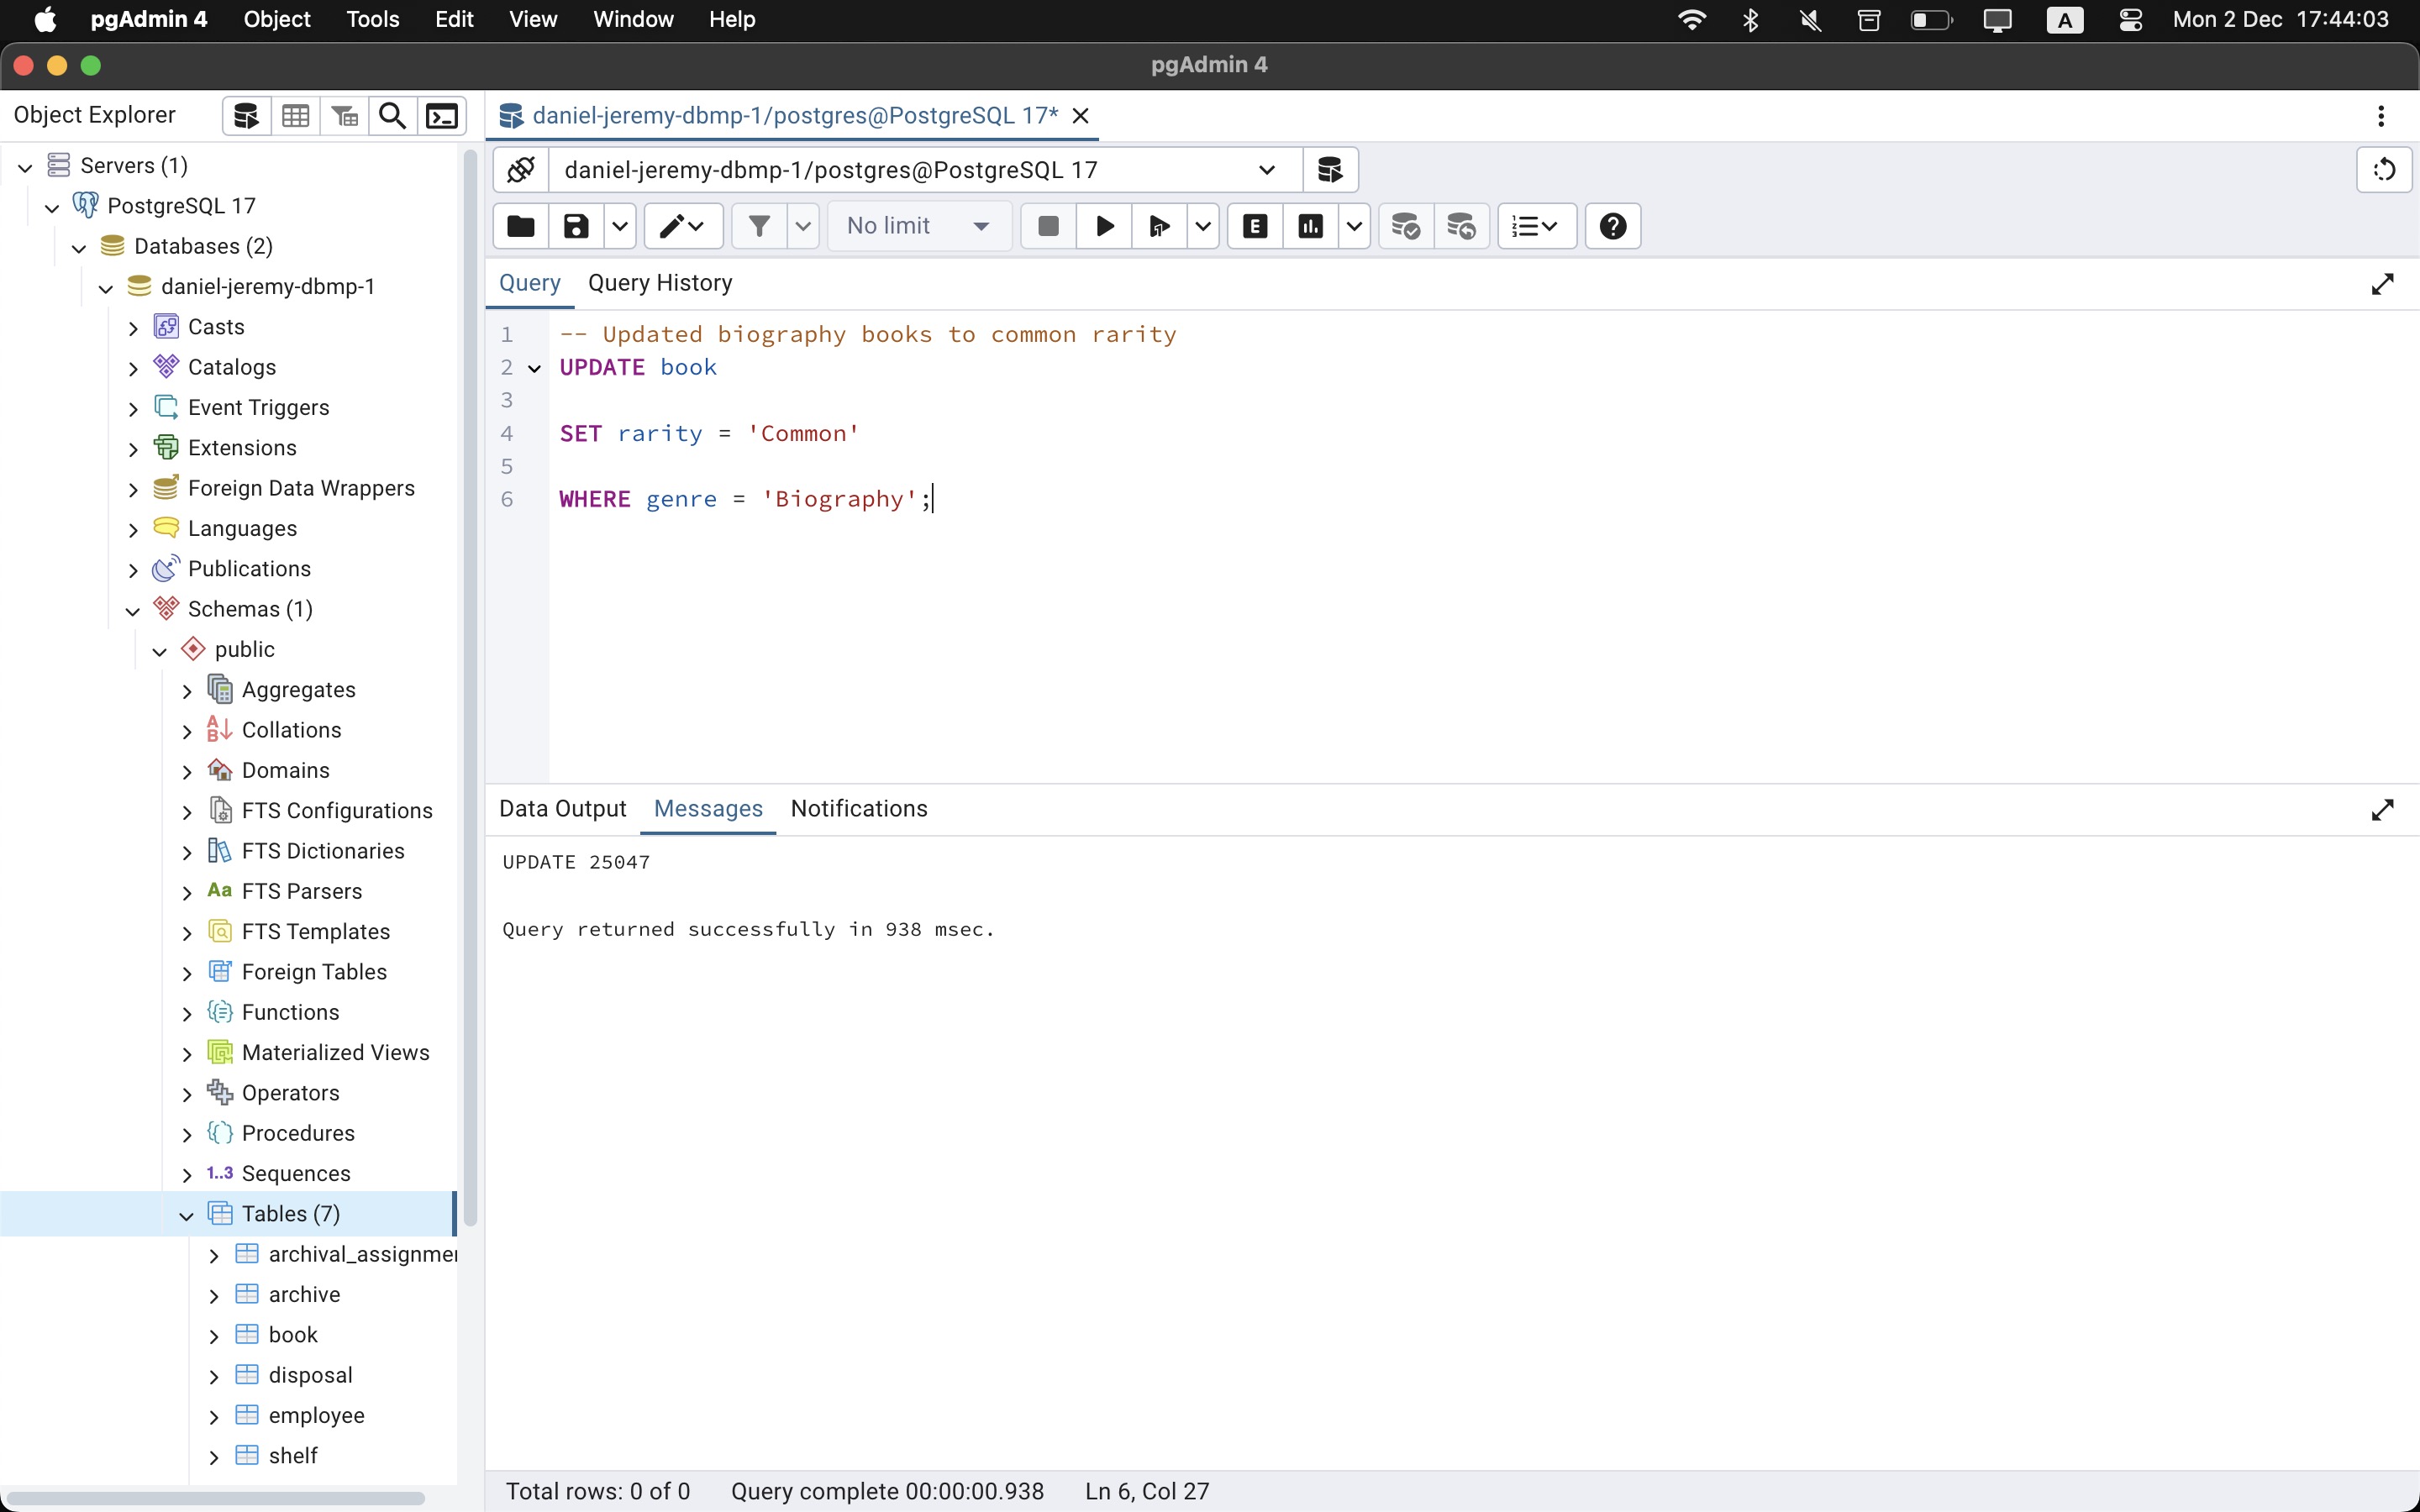 pgAdmin 4 Object Tools Edit View Window Help A Mon 2 Dec 17:44:03
pgAdmin 4
Object Explorer
daniel-jeremy-dbmp-1/postgres@PostgreSQL 17*
Servers (1)
PostgreSQL 17
Databases (2)
daniel-jeremy-dbmp-1
Casts
Catalogs
Event Triggers
Extensions
Foreign Data Wrappers
Languages
Publications
Schemas (1)
public
Aggregates
Collations
Domains
FTS Configurations
FTS Dictionaries
Aa FTS Parsers
FTS Templates
Foreign Tables
Functions
Materialized Views
Operators
Procedures
1..3 Sequences
Tables (7)
archival_assignmen
archive
book
disposal
employee
shelf
daniel-jeremy-dbmp-1/postgres@PostgreSQL 17
No limit E
Query Query History
1 -- Updated biography books to common rarity
2 UPDATE book
3
4 SET rarity = 'Common'
5
6 WHERE genre = 'Biography';
Data Output Messages Notifications
UPDATE 25047
Query returned successfully in 938 msec.
Total rows: 0 of 0 Query complete 00:00:00.938 Ln 6, Col 27